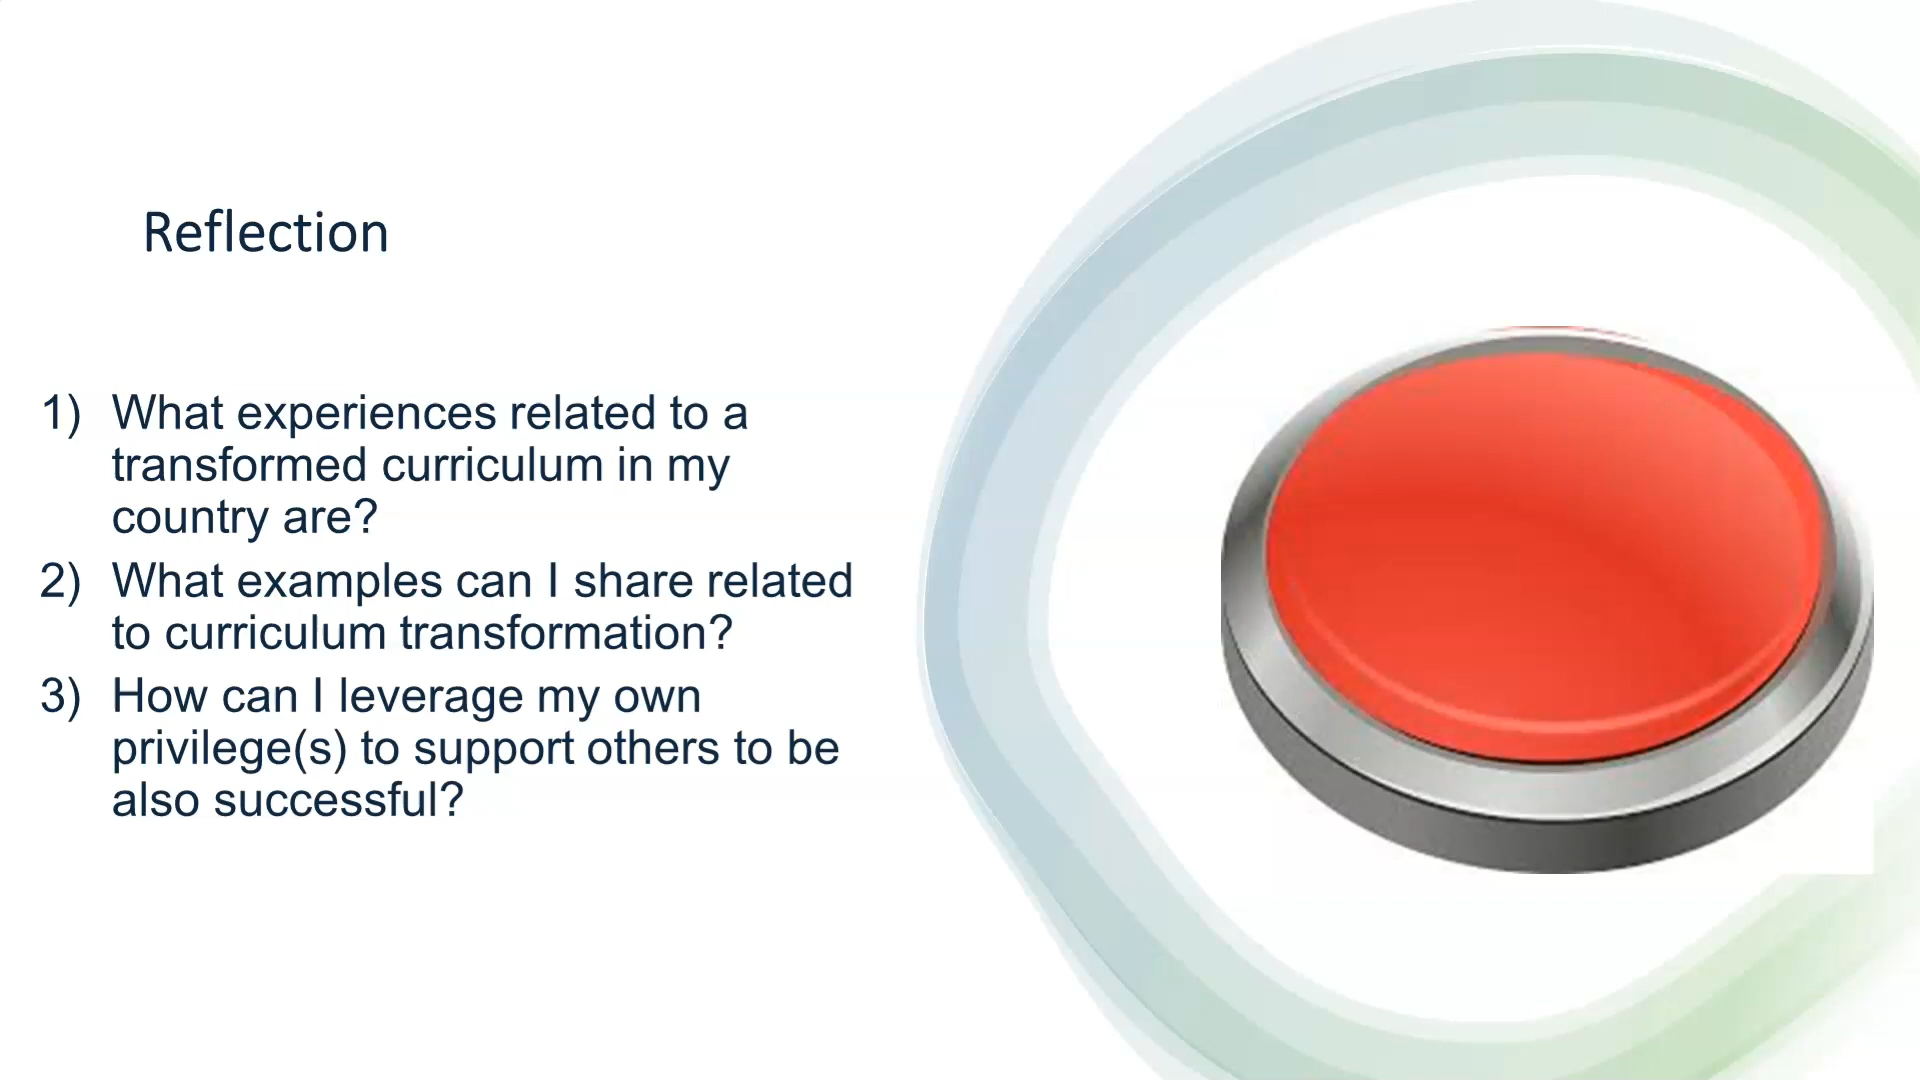 Reflection
1) What experiences related to a
transformed curriculum in my
country are?
2) What examples can I share related
to curriculum transformation?
3) How can I leverage my own
privilege(s) to support others to be
also successful?